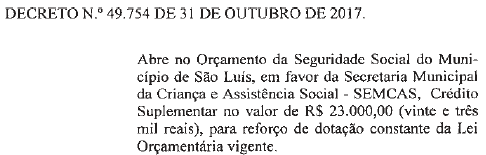 DECRETO N.º 49.754 DE 31 DE OUTUBRO DE 2017.
Abre no Orçamento da Seguridade Social do Muni-
cípio de São Luís, em favor da Secretaria Municipal
da Criança e Assistência Social - SEMCAS, Crédito
Suplementar no valor de R$ 23.000,00 (vinte e três
mil reais), para reforço de dotação constante da Lei
Orçamentária vigente.